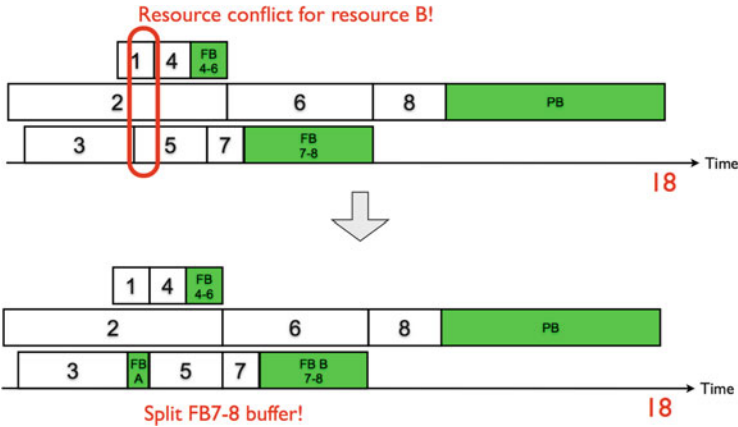 Resource conflict for resource B!
1 4 FB
4-6
2 6 8 PB
3 5 7 FB
7-8
Time
18
1 4 FB
4-6
2 6 8 PB
3 FB
A 5 7 FB B
7-8
Time
18
Split FB7-8 buffer!